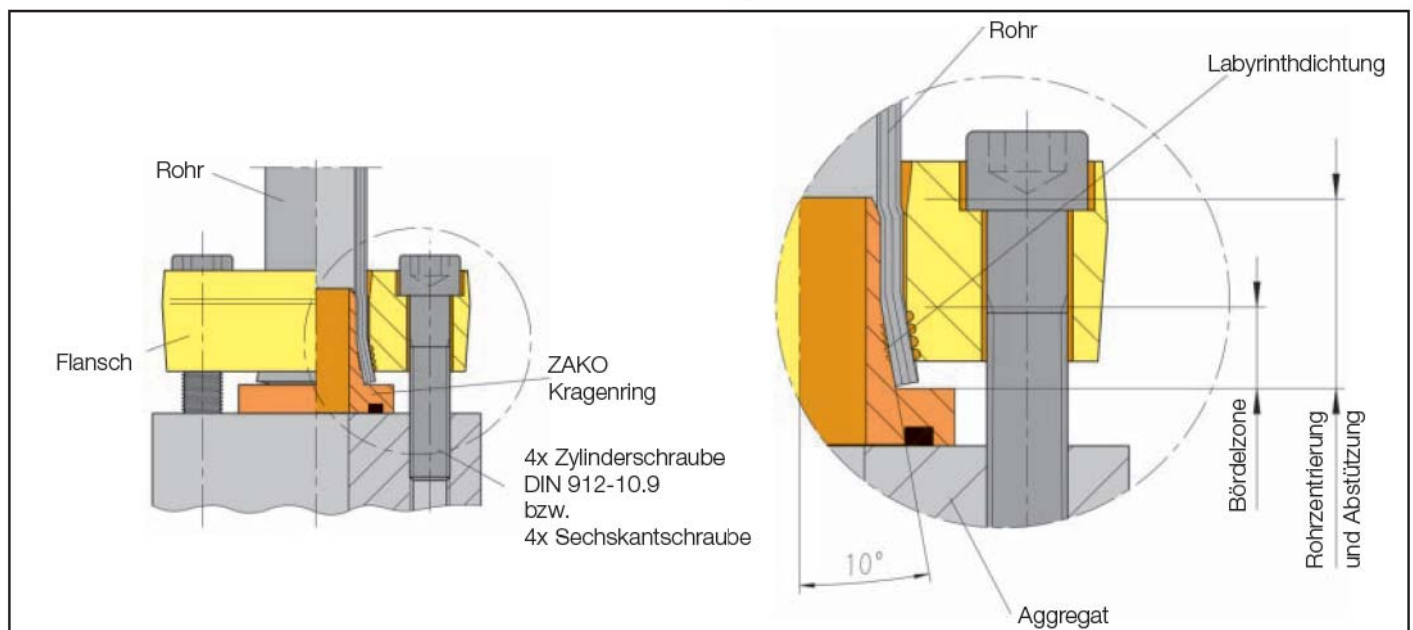 Rohr
Flansch
ZAKO
Kragenring
4x Zylinderschraube
DIN 912-10.9
bzw.
4x Sechskantschraube
Rohr
Labyrinthdichtung
Bördelzone
Rohrzentrierung
und Abstützung
10°
Aggregat